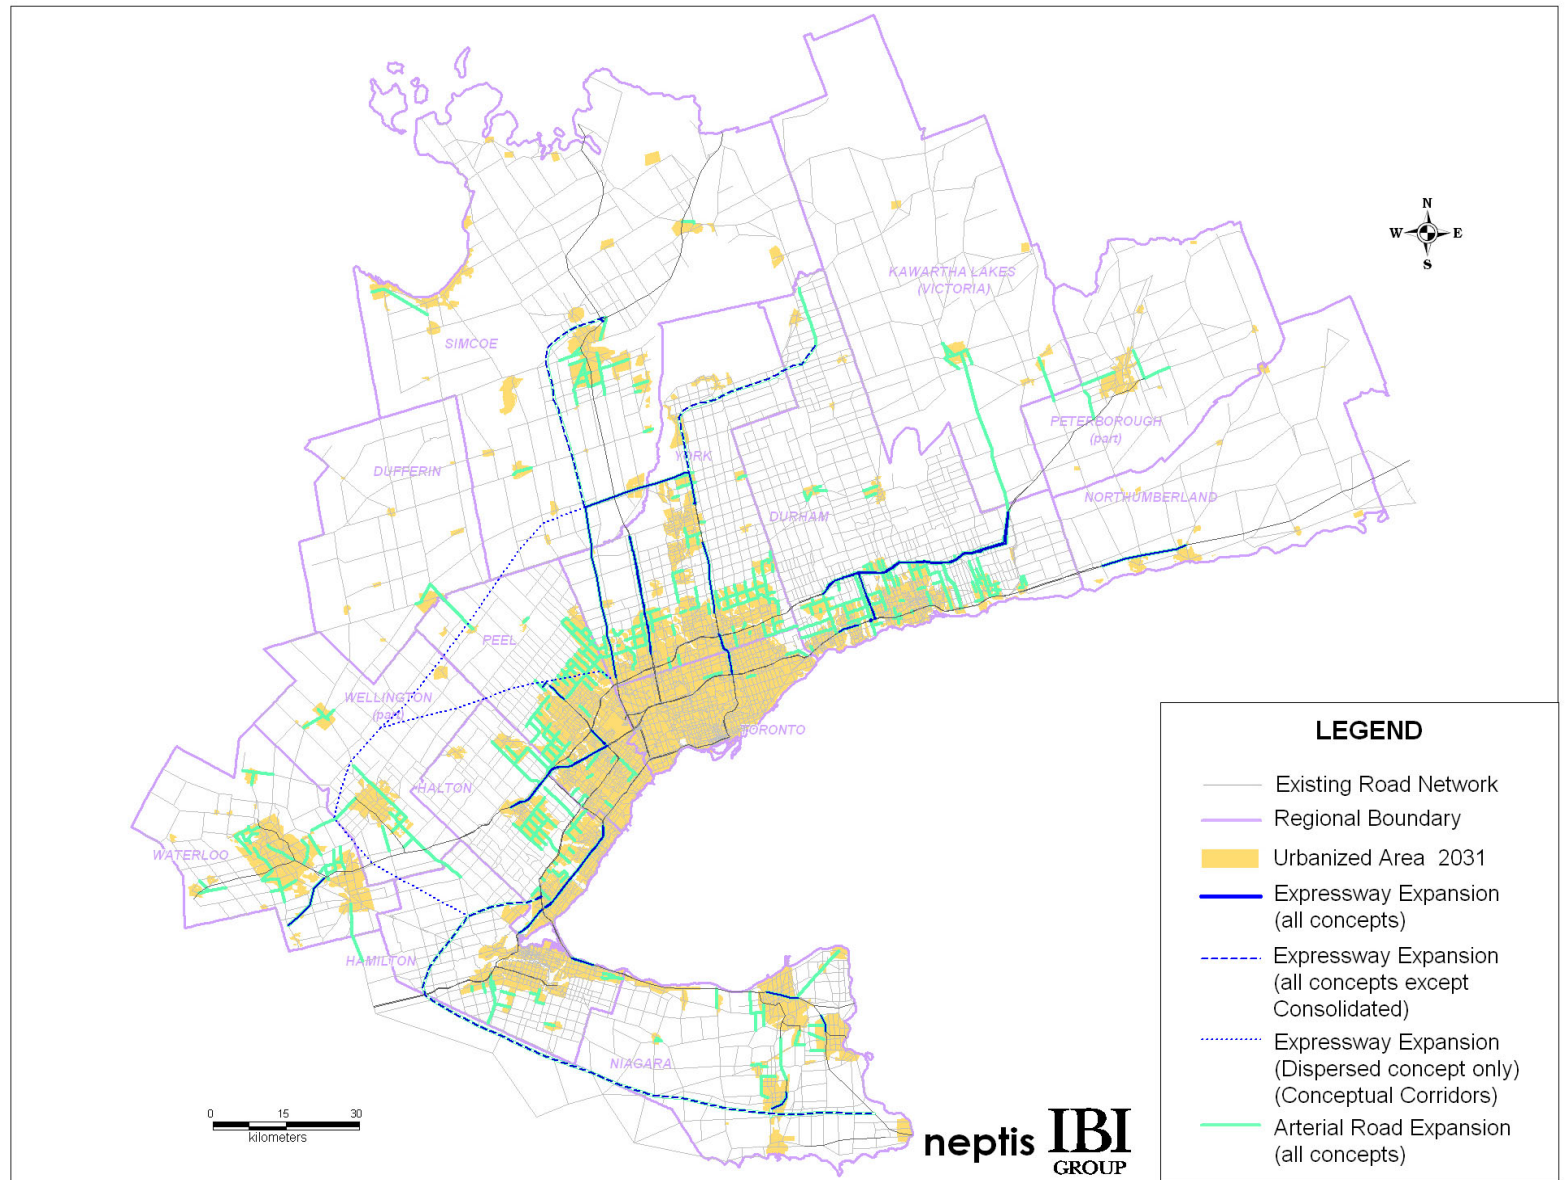 N
W E
S
KAWARTHA LAKES
(VICTORIA)
SIMCOE
PETERBOROUGH
(part)
DUFFERIN
YORK
NORTHUMBERLAND
DURHAM
PEEL
WELLINGTON
(part)
TORONTO
HALTON
WATERLOO
HAMILTON
NIAGARA
0 15 30
kilometers
neptis IBI
GROUP
LEGEND
Existing Road Network
Regional Boundary
Urbanized Area 2031
Expressway Expansion
(all concepts)
Expressway Expansion
(all concepts except
Consolidated)
Expressway Expansion
(Dispersed concept only)
(Conceptual Corridors)
Arterial Road Expansion
(all concepts)